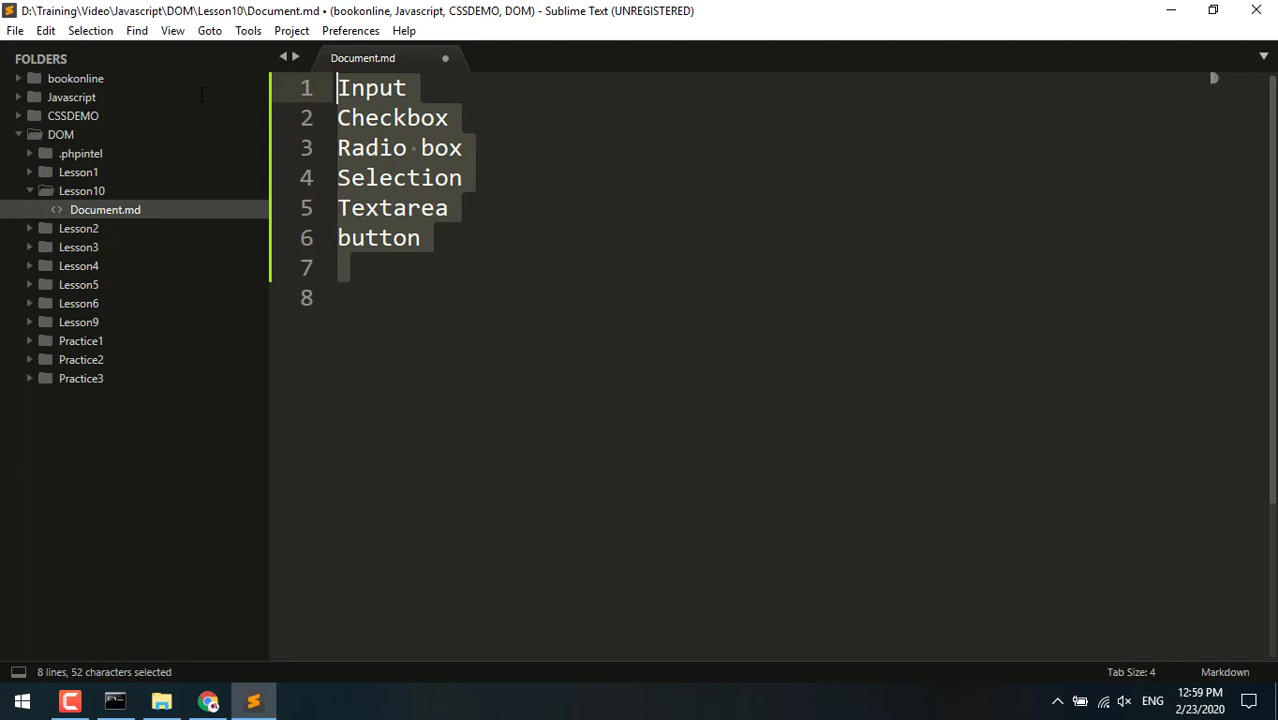 D:\Training\Video\Javascript\DOM\Lesson10\Document.md • (bookonline, Javascript, CSSDEMO, DOM) - Sublime Text (UNREGISTERED)
File Edit Selection Find View Goto Tools Project Preferences Help
FOLDERS
bookonline
Javascript
CSSDEMO
DOM
.phpintel
Lesson1
Lesson10
Document.md
Lesson2
Lesson3
Lesson4
Lesson5
Lesson6
Lesson9
Practice1
Practice2
Practice3
Document.md
1 Input
2 Checkbox
3 Radio box
4 Selection
5 Textarea
6 button
7
8
8 lines, 52 characters selected
Tab Size: 4
Markdown
ENG
12:59 PM
2/23/2020